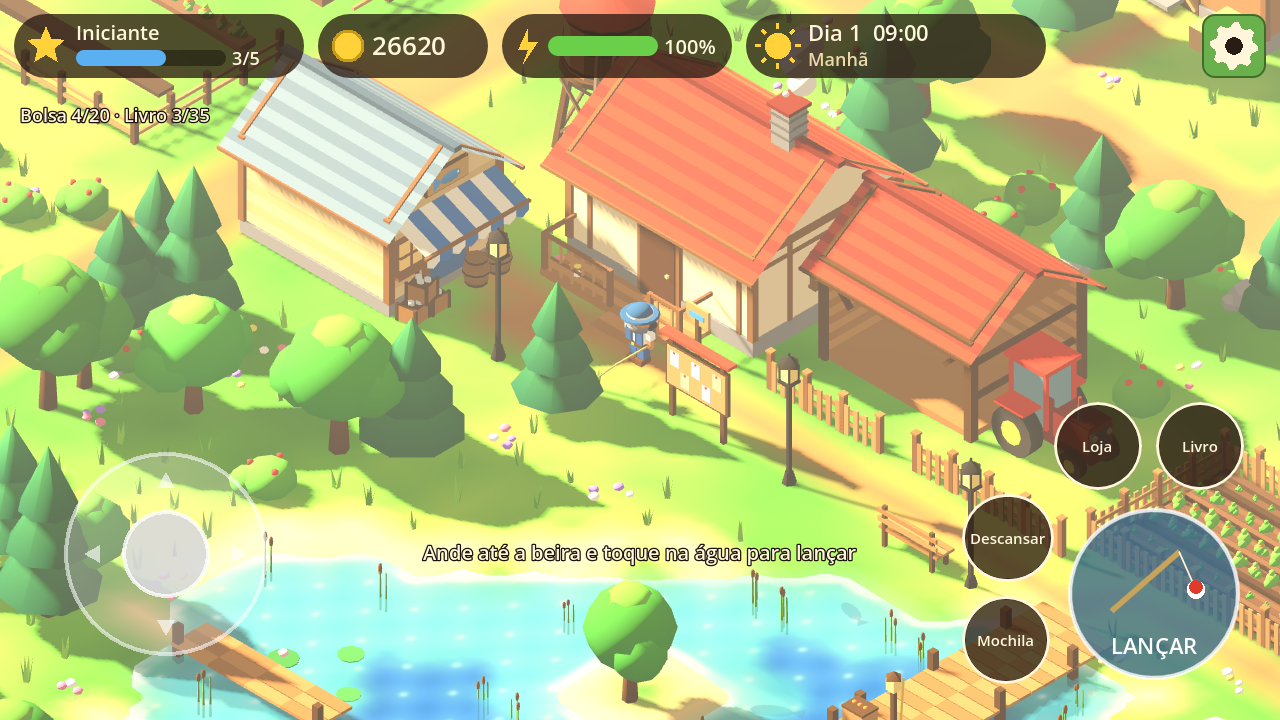 Iniciante
3/5
26620
100%
Dia 1 09:00
Manhã
Bolsa 4/20 · Livro 3/35
Loja
Livro
Descansar
Ande até a beira e toque na água para lançar
Mochila
LANÇAR